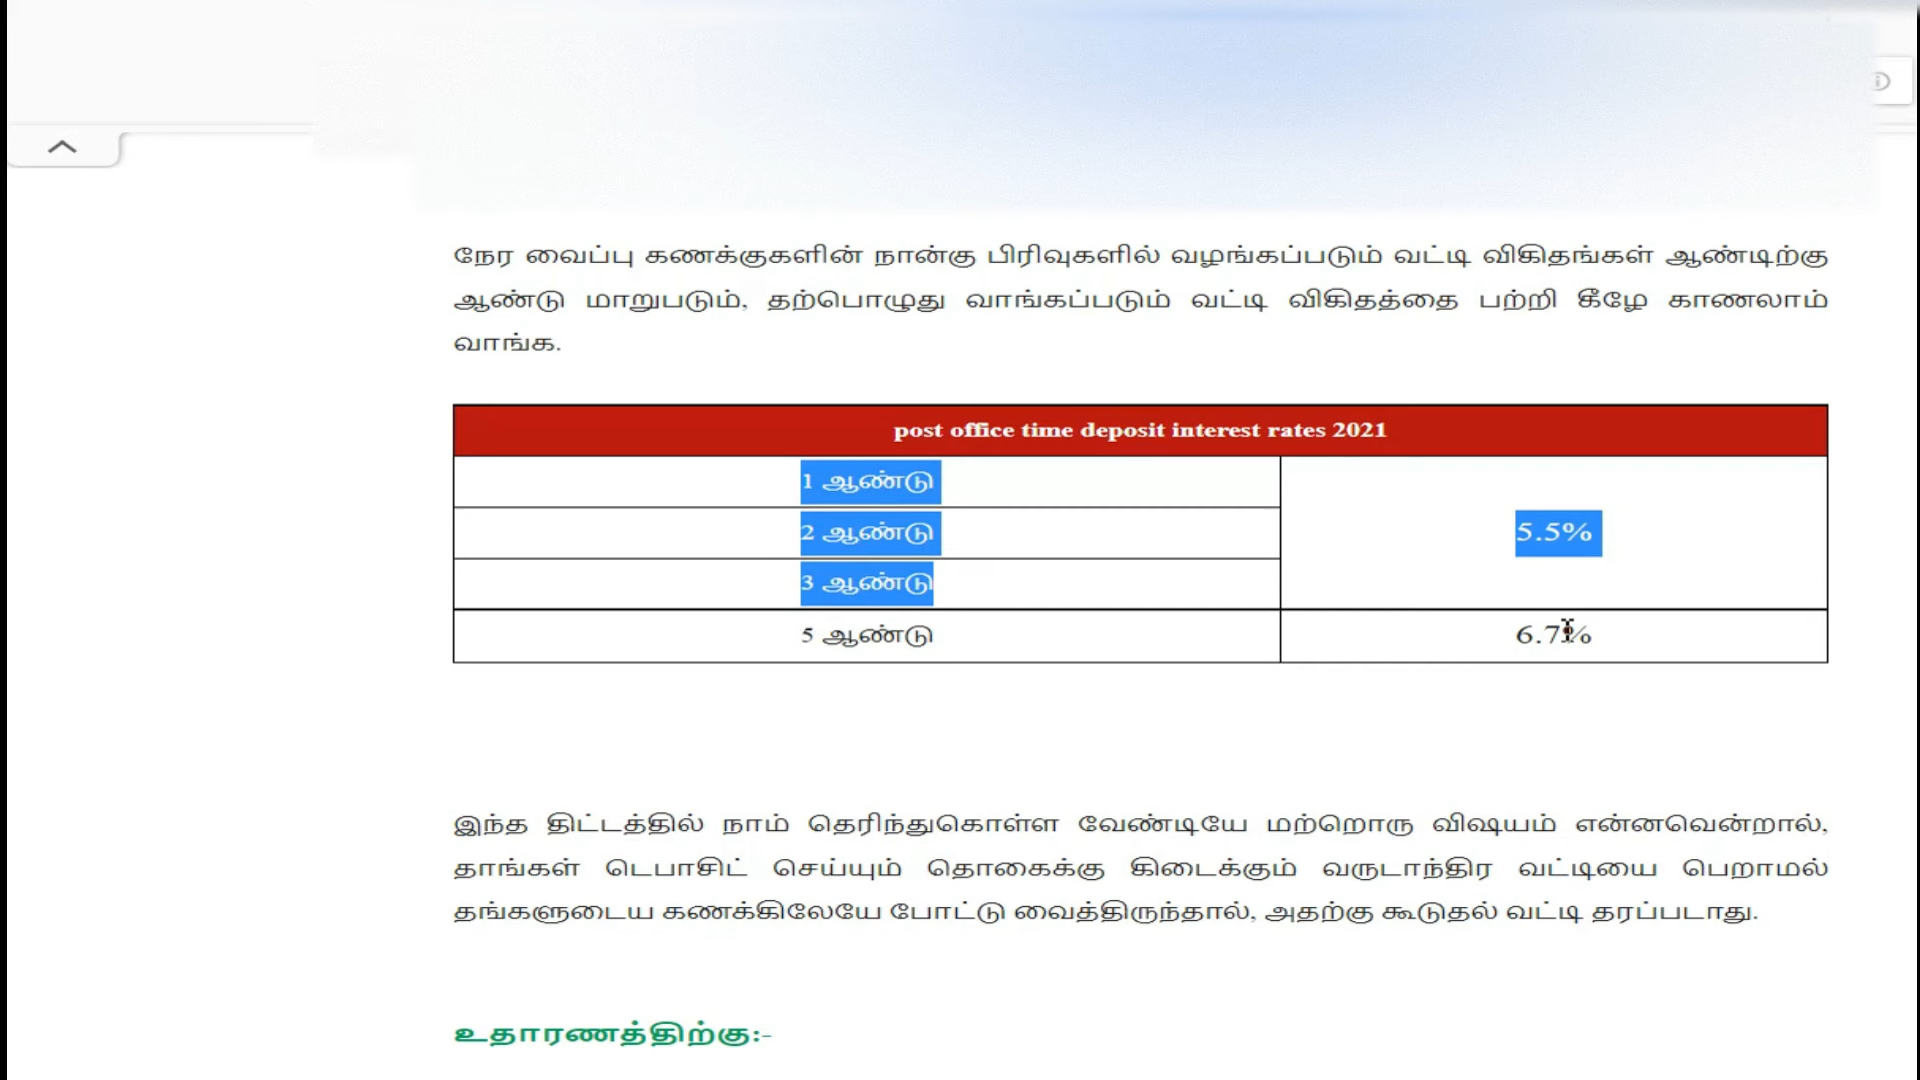 நேர வைப்பு கணக்குகளின் நான்கு பிரிவுகளில் வழங்கப்படும் வட்டி விகிதங்கள் ஆண்டிற்கு
ஆண்டு மாறுபடும், தற்பொழுது வாங்கப்படும் வட்டி விகிதத்தை பற்றி கீழே காணலாம்
வாங்க.
post office time deposit interest rates 2021
1 ஆண்டு
2 ஆண்டு
5.5%
3 ஆண்டு
5 ஆண்டு 6.7%
இந்த திட்டத்தில் நாம் தெரிந்துகொள்ள வேண்டியே மற்றொரு விஷயம் என்னவென்றால்,
தாங்கள் டெபாசிட் செய்யும் தொகைக்கு கிடைக்கும் வருடாந்திர வட்டியை பெறாமல்
தங்களுடைய கணக்கிலேயே போட்டு வைத்திருந்தால், அதற்கு கூடுதல் வட்டி தரப்படாது.
உதாரணத்திற்கு:-